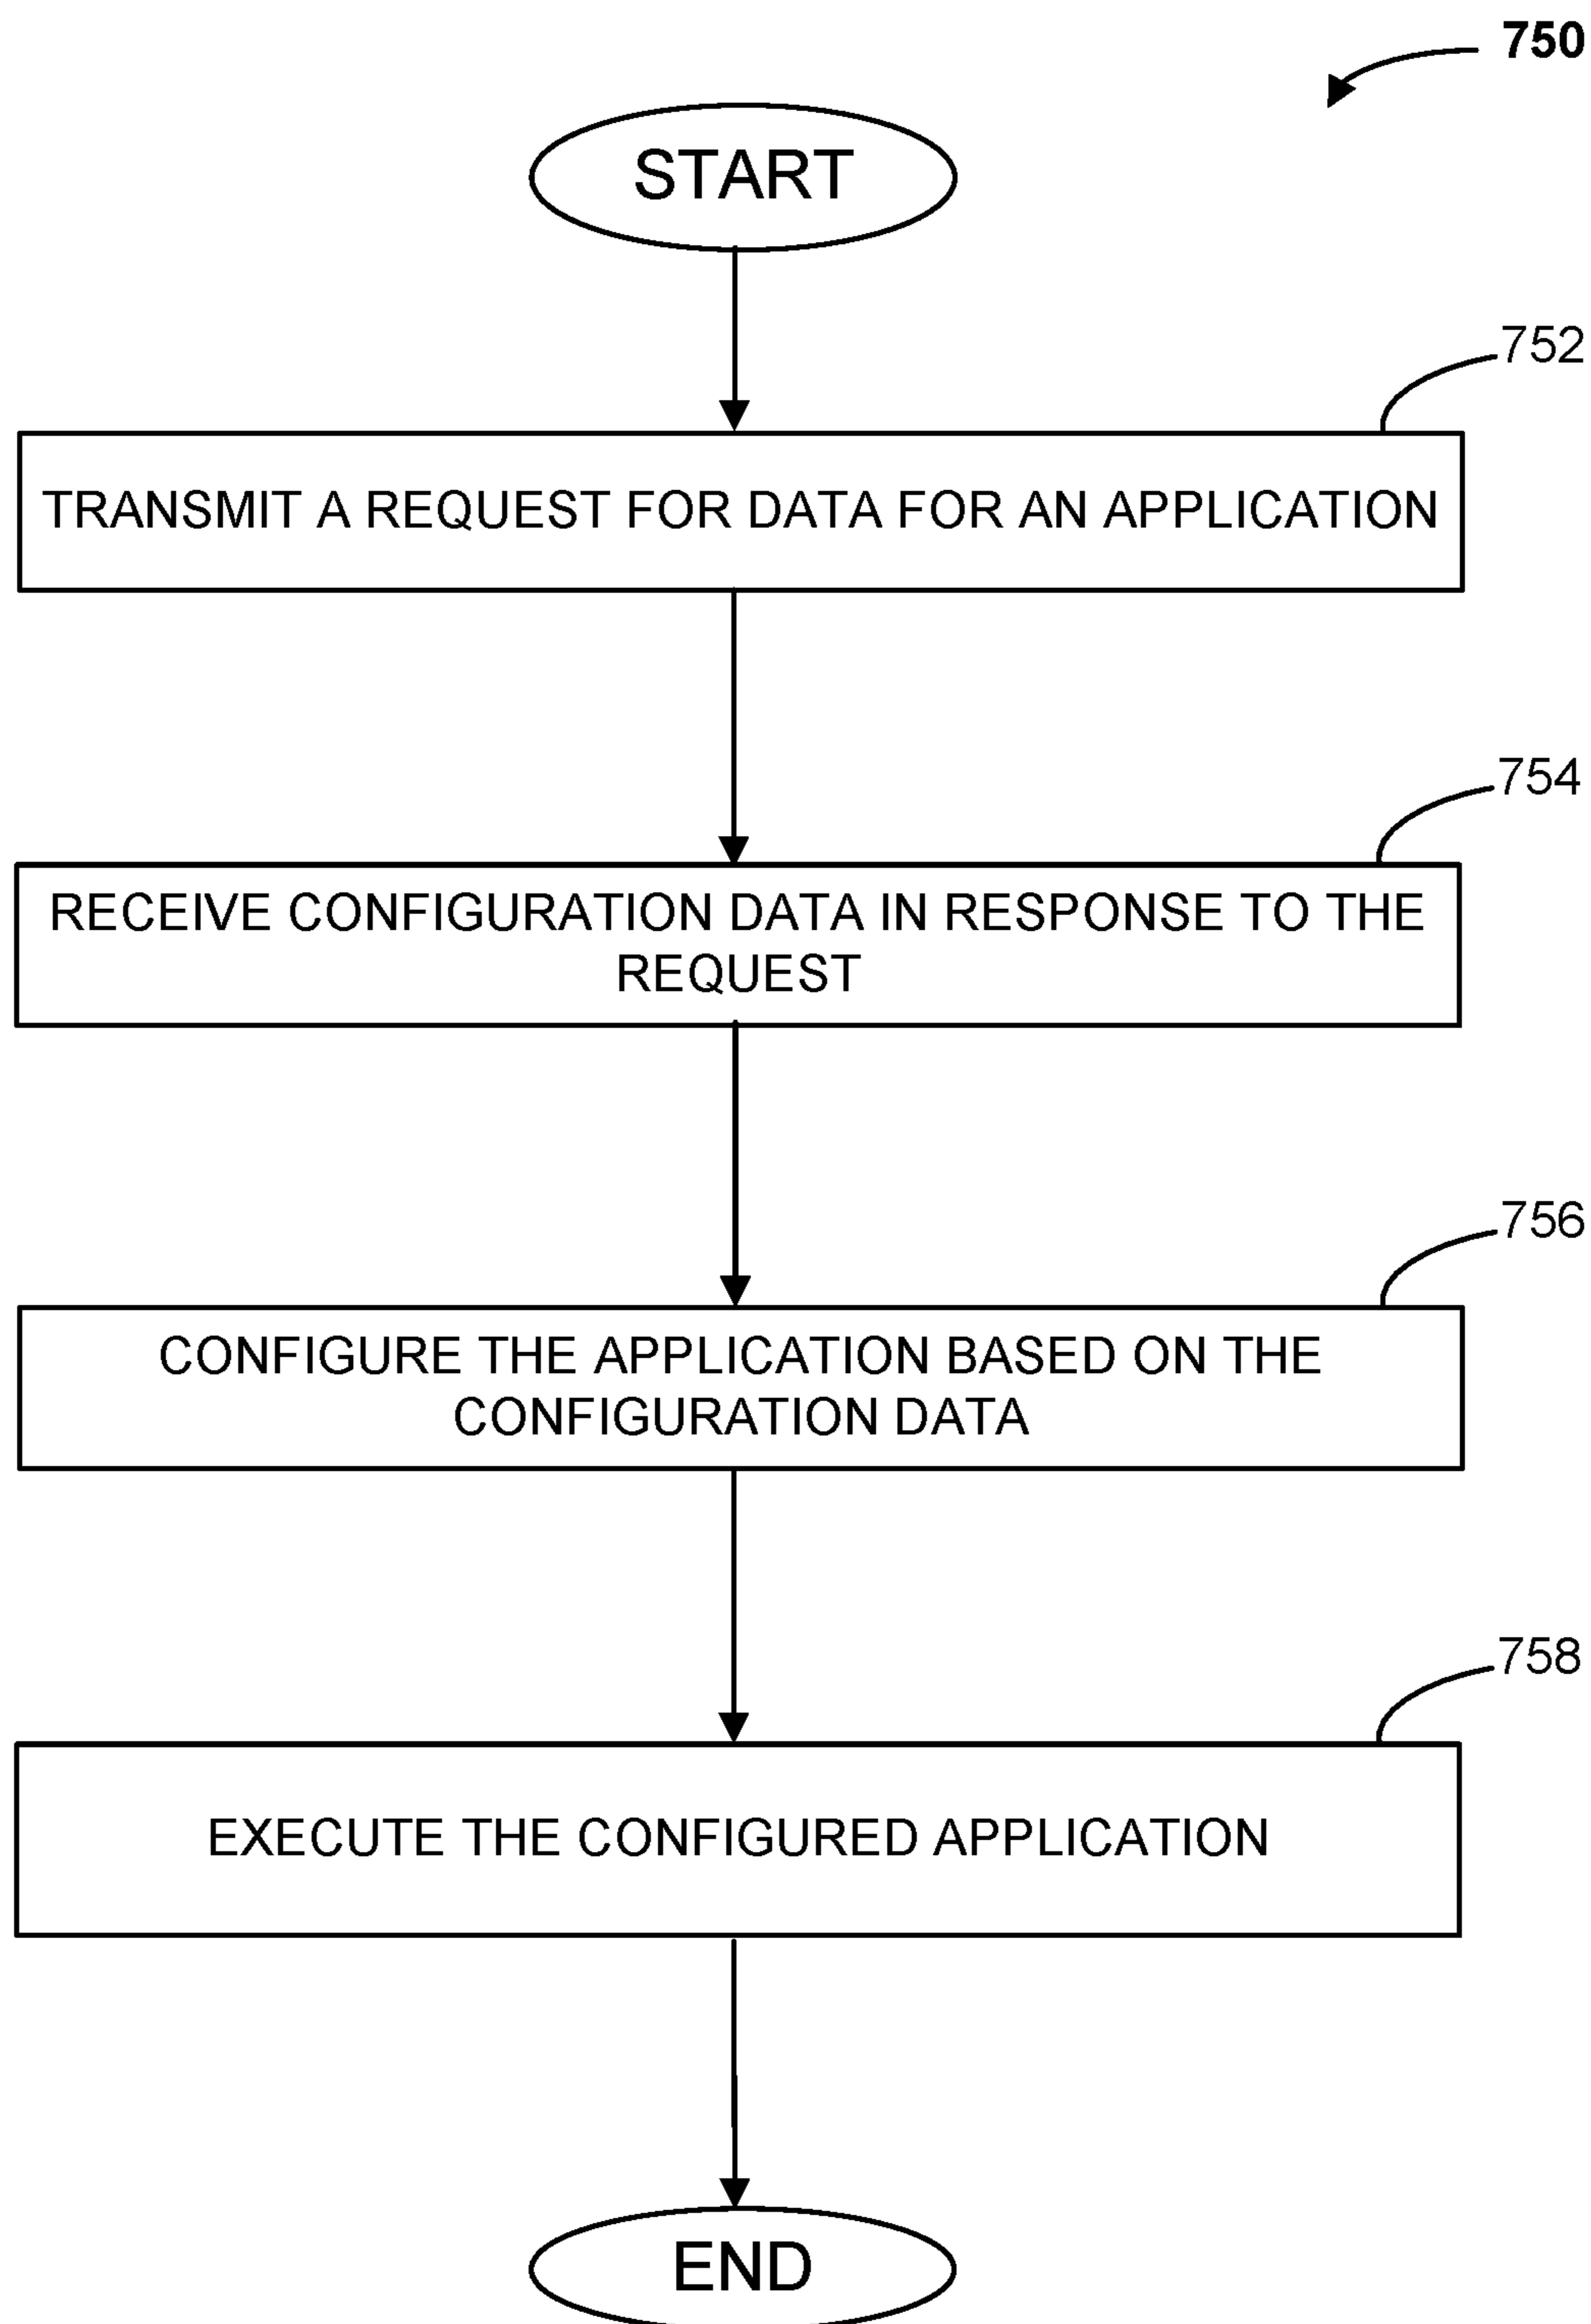 750
START
752
TRANSMIT A REQUEST FOR DATA FOR AN APPLICATION
754
RECEIVE CONFIGURATION DATA IN RESPONSE TO THE
REQUEST
756
CONFIGURE THE APPLICATION BASED ON THE
CONFIGURATION DATA
758
EXECUTE THE CONFIGURED APPLICATION
END